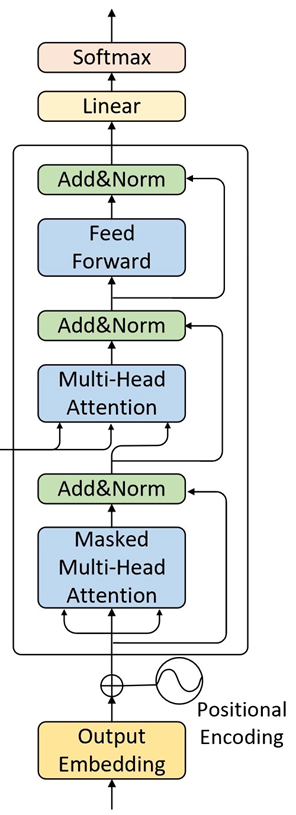 Softmax
Linear
Add&Norm
Feed
Forward
Add&Norm
Multi-Head
Attention
Add&Norm
Masked
Multi-Head
Attention
Positional
Encoding
Output
Embedding